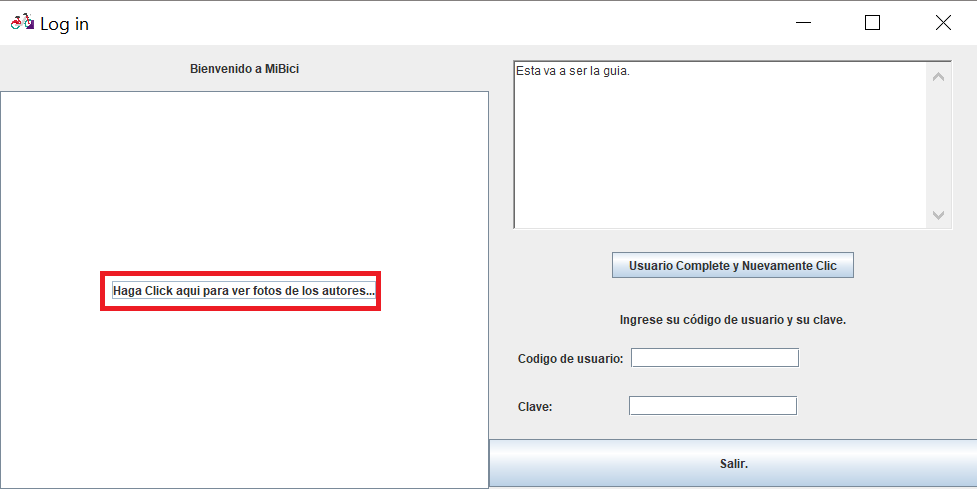 Log in
Bienvenido a MiBici
Haga Click aqui para ver fotos de los autores...
Esta va a ser la guia.
Usuario Complete y Nuevamente Clic
Ingrese su código de usuario y su clave.
Codigo de usuario:
Clave:
Salir.